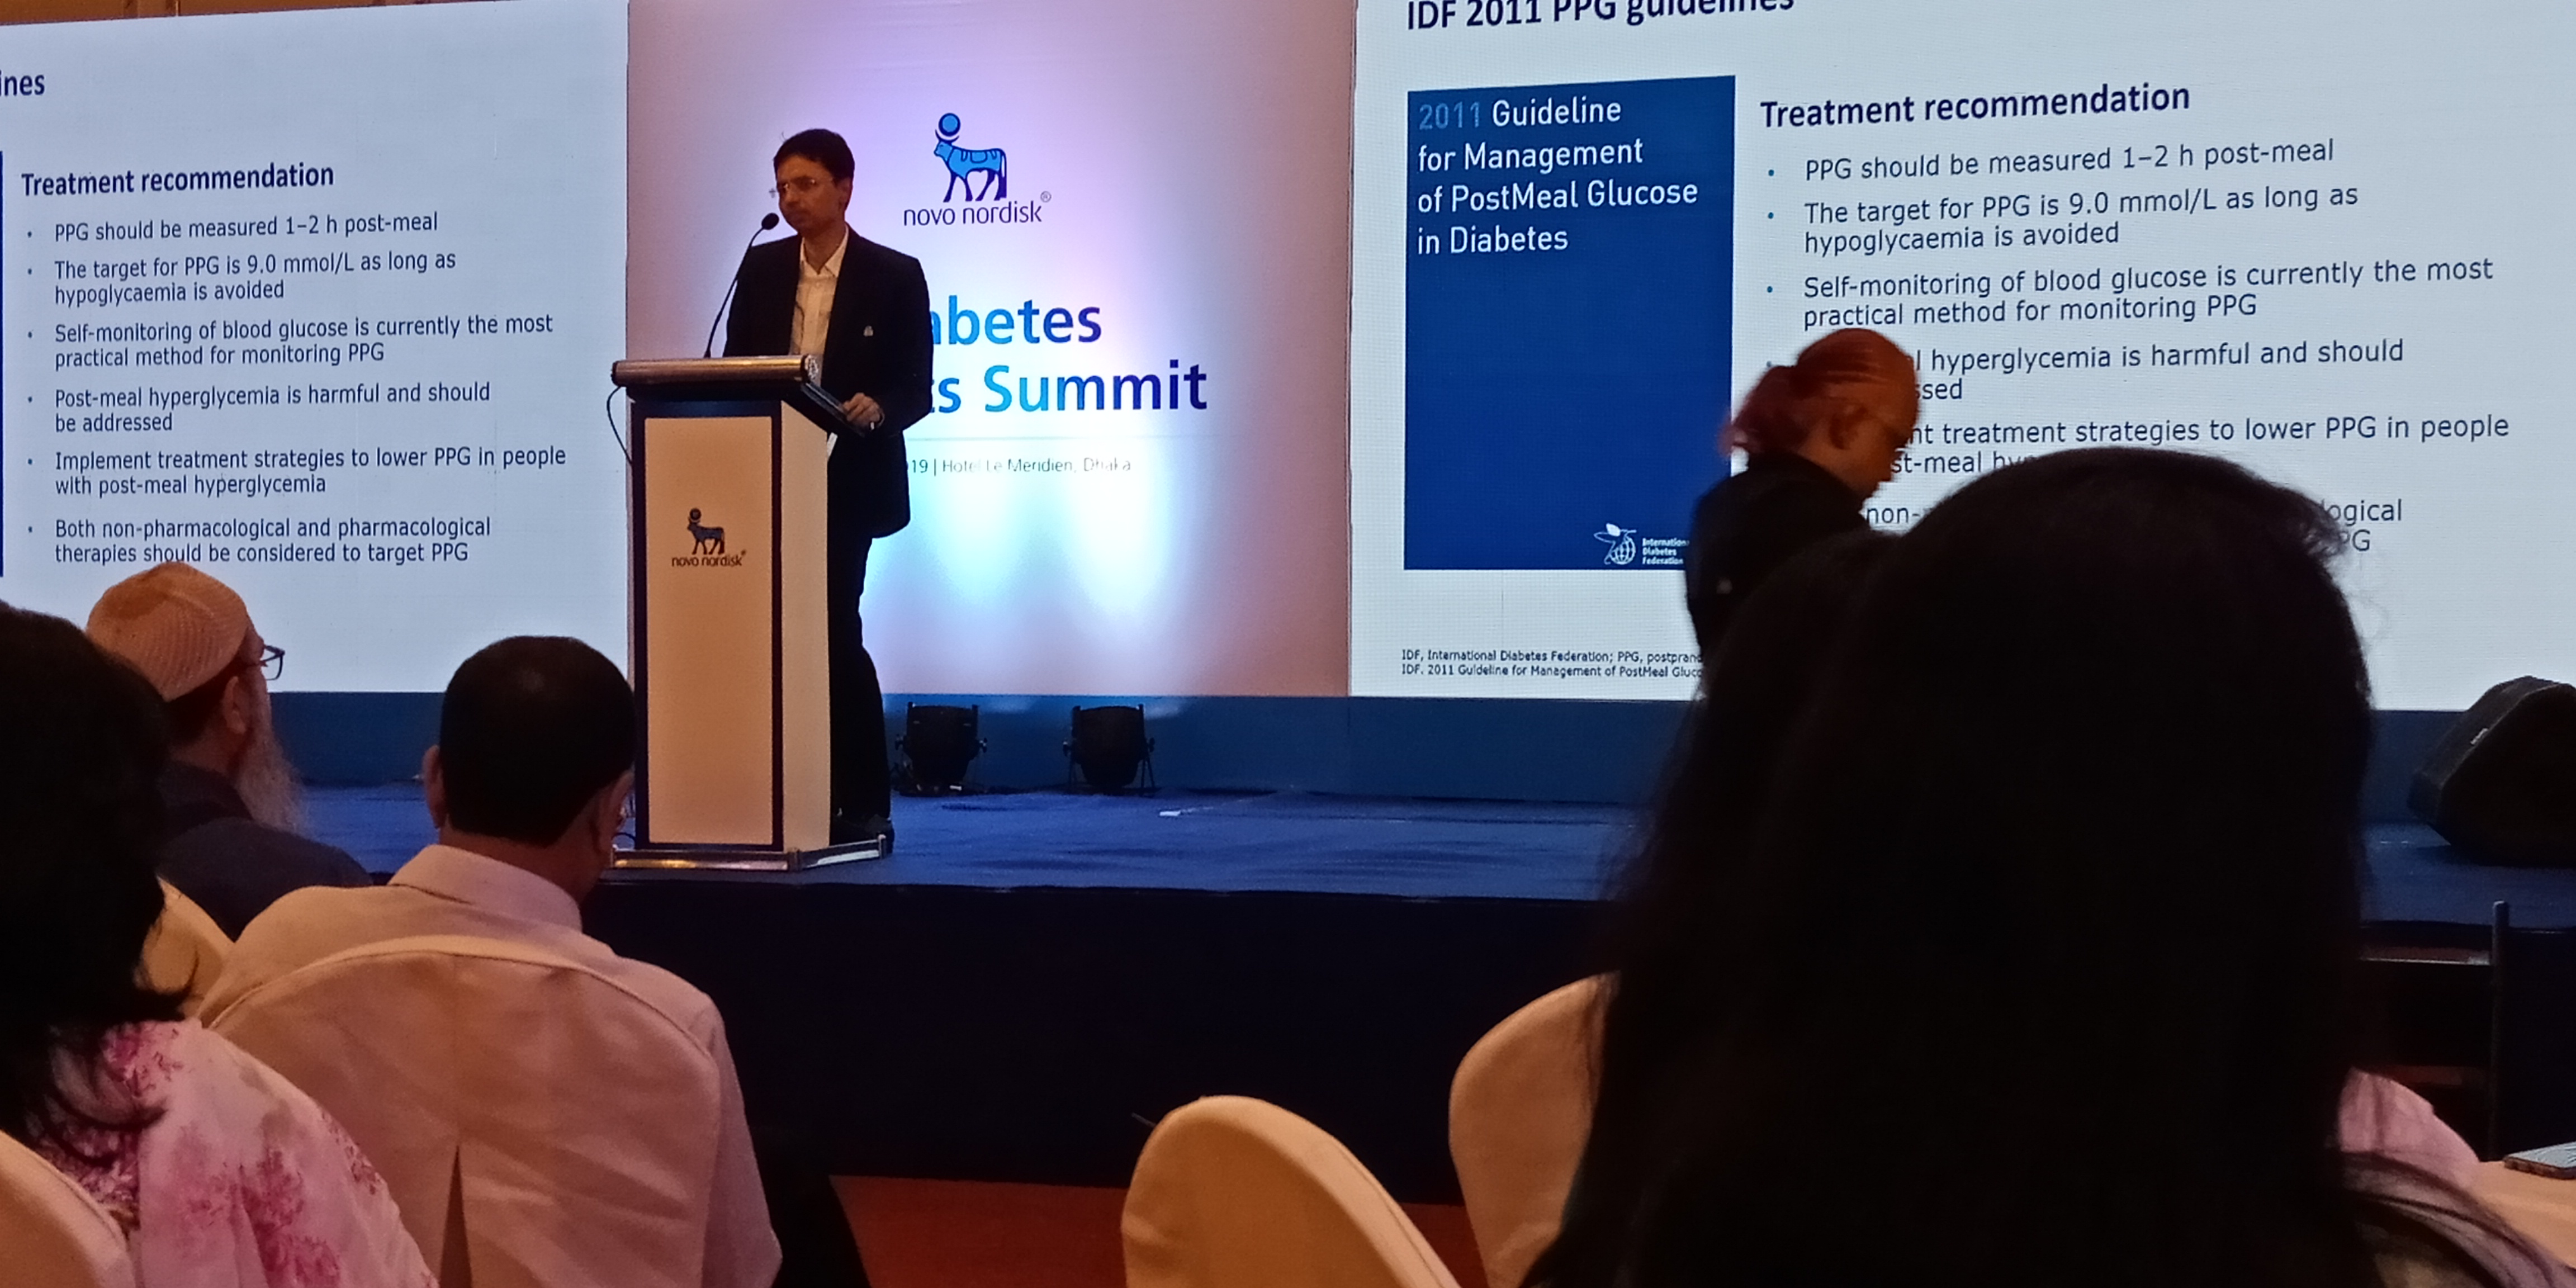 ines
Treatment recommendation
• PPG should be measured 1–2 h post-meal
• The target for PPG is 9.0 mmol/L as long as
hypoglycaemia is avoided
• Self-monitoring of blood glucose is currently the most
practical method for monitoring PPG
• Post-meal hyperglycemia is harmful and should
be addressed
• Implement treatment strategies to lower PPG in people
with post-meal hyperglycemia
• Both non-pharmacological and pharmacological
therapies should be considered to target PPG
novo nordisk®
abetes
s Summit
19 | Hotel Le Meridien, Dhaka
novo nordisk®
IDF 2011 PPG guidelines
2011 Guideline
for Management
of PostMeal Glucose
in Diabetes
International
Diabetes
Federation
Treatment recommendation
• PPG should be measured 1–2 h post-meal
• The target for PPG is 9.0 mmol/L as long as
hypoglycaemia is avoided
• Self-monitoring of blood glucose is currently the most
practical method for monitoring PPG
l hyperglycemia is harmful and should
ssed
nt treatment strategies to lower PPG in people
st-meal hy
non-
ogical
PG
IDF, International Diabetes Federation; PPG, postpran
IDF. 2011 Guideline for Management of PostMeal Gluco